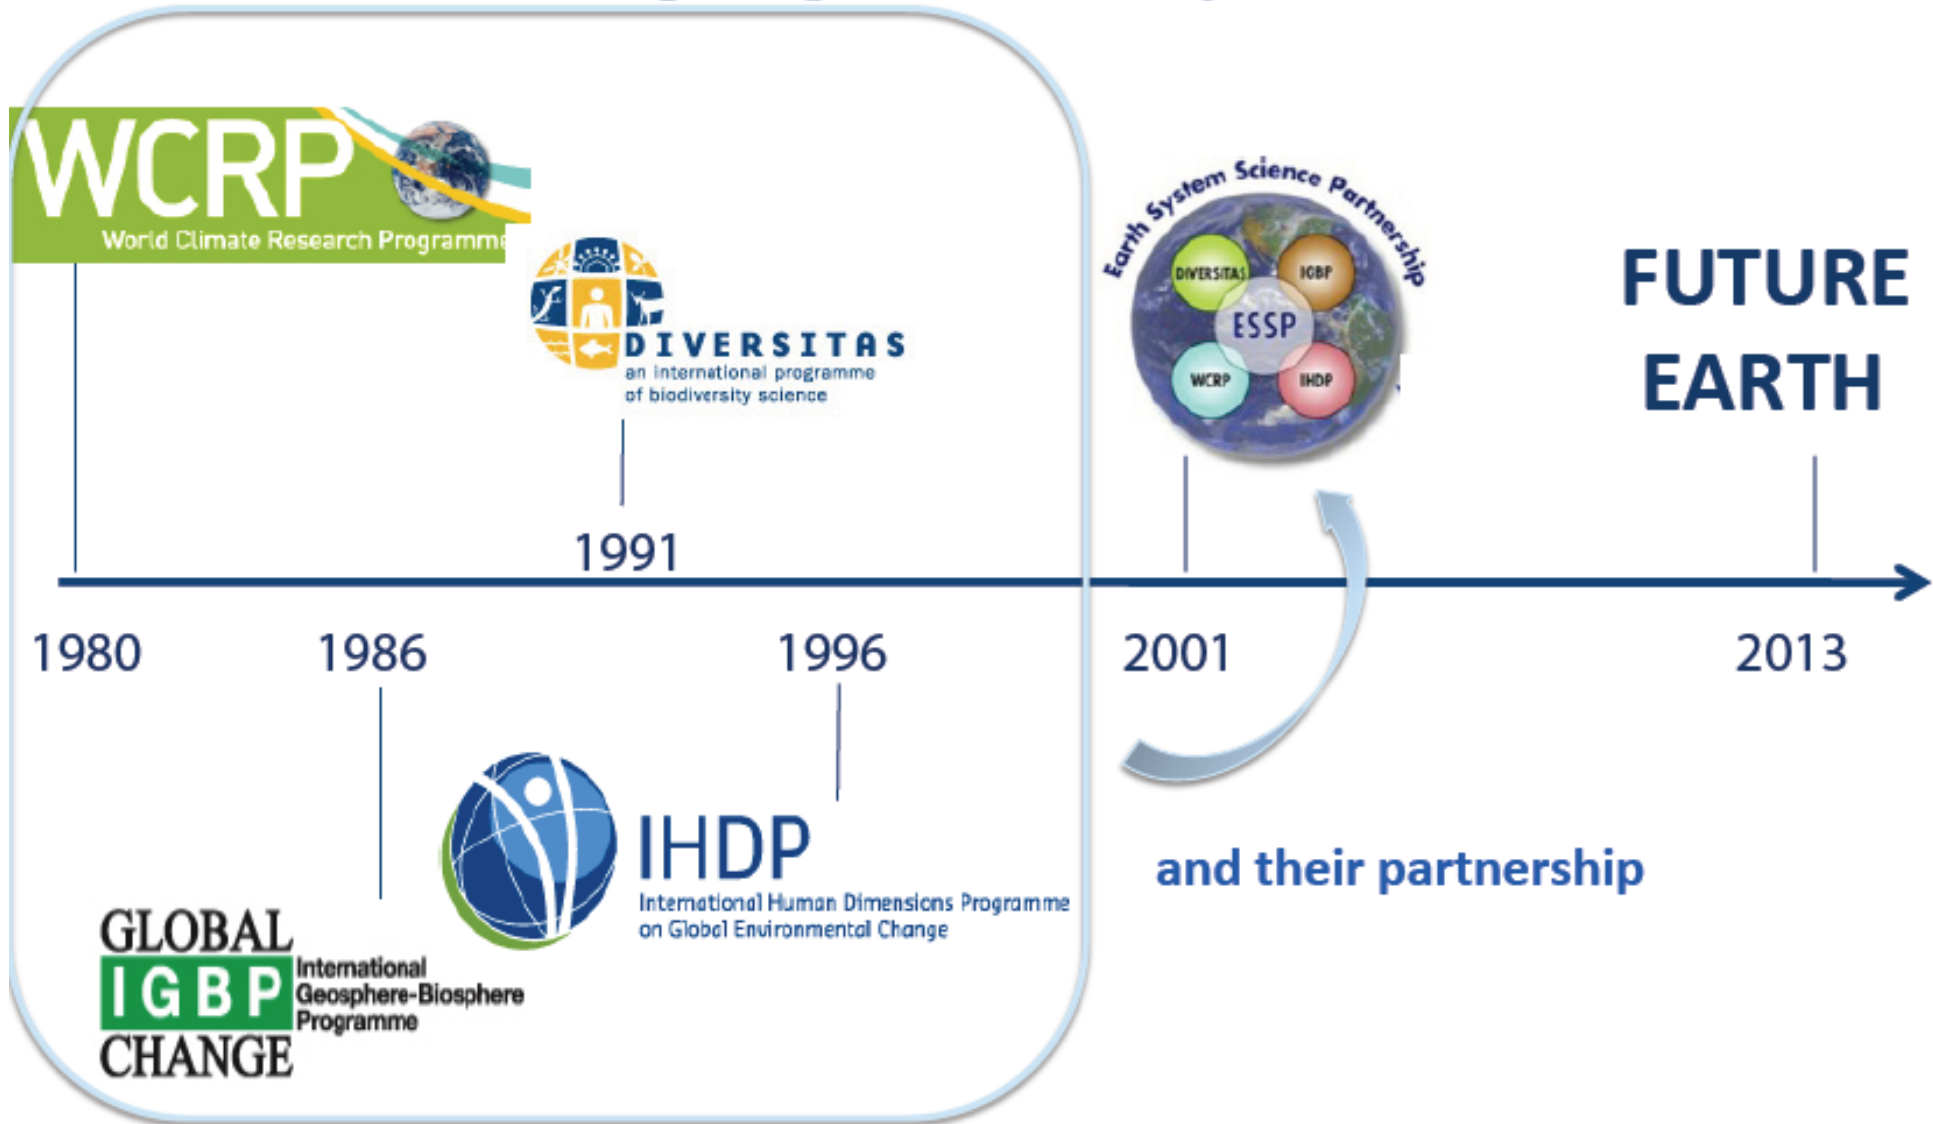 WCRP
World Climate Research Programme
DIVERSITAS
an international programme
of biodiversity science
1991
Earth System Science Partnership
DIVERSITAS
IGBP
ESSP
WCRP
IHDP
FUTURE
EARTH
1980
1986
1996
2001
2013
IHDP
International Human Dimensions Programme
on Global Environmental Change
and their partnership
GLOBAL
IGBP
CHANGE
International
Geosphere-Biosphere
Programme